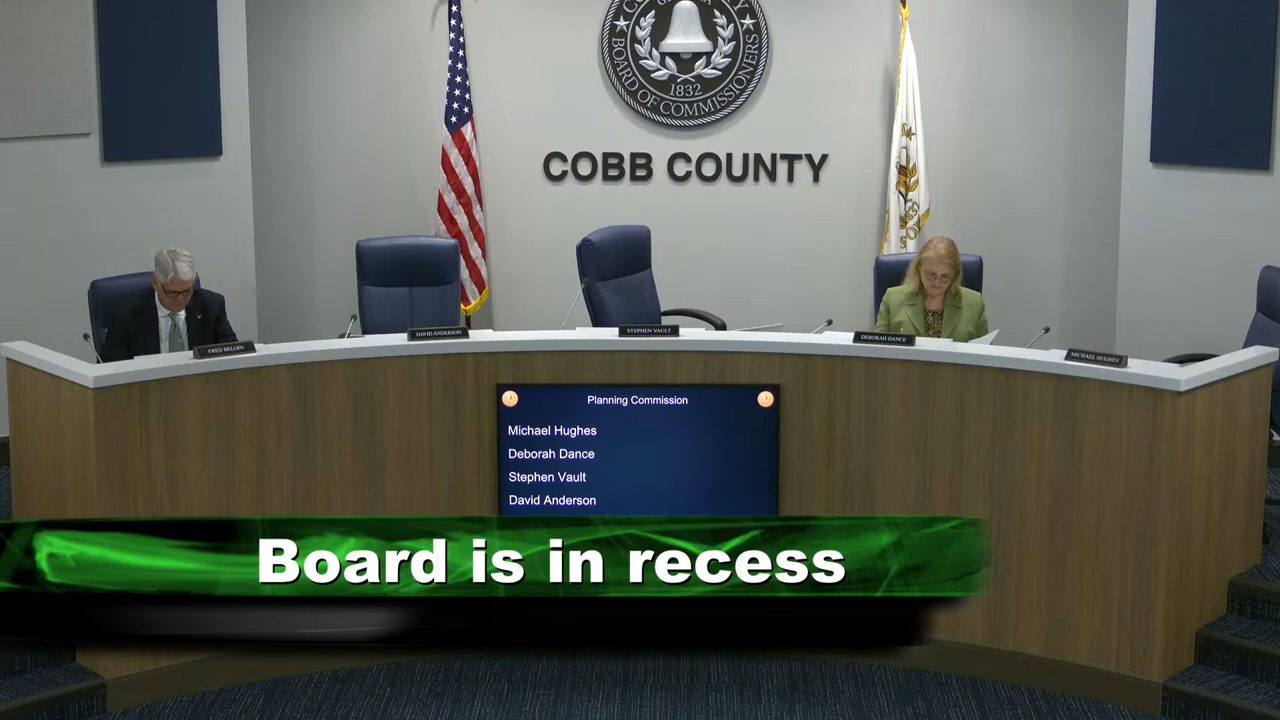 BOARD OF COMMISSIONERS
1832
COBB COUNTY
FRED BELOIN
DAVID ANDERSON
STEPHEN VAULT
DEBORAH DANCE
MICHAEL HUGHES
Planning Commission
Michael Hughes
Deborah Dance
Stephen Vault
David Anderson
Board is in recess